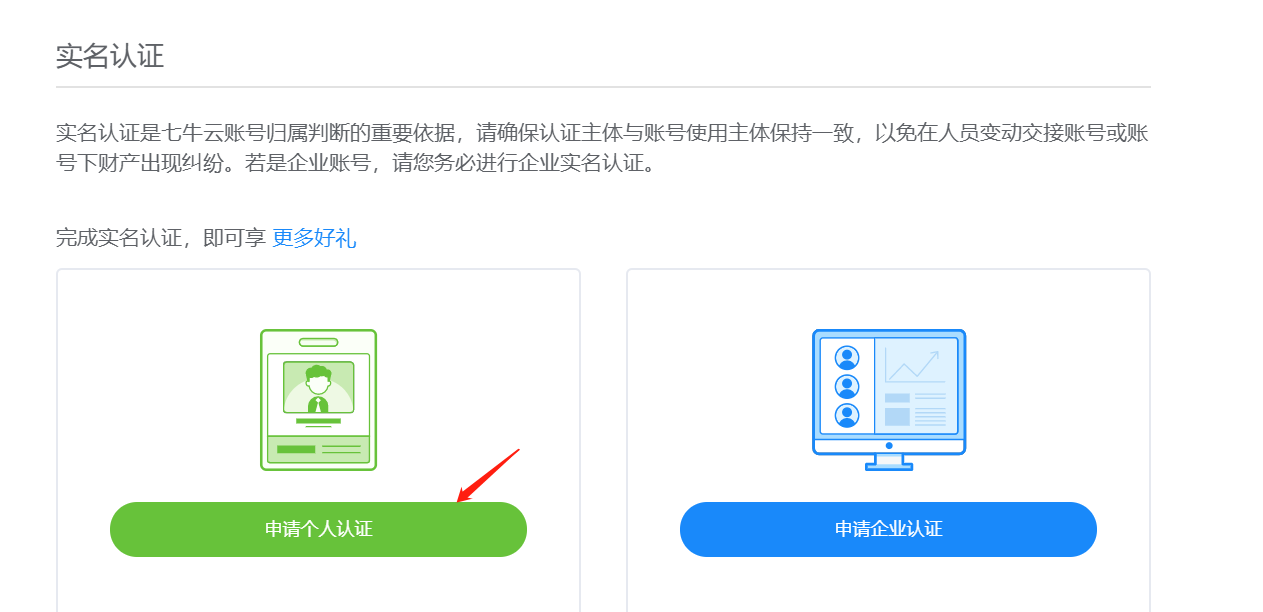 实名认证
实名认证是七牛云账号归属判断的重要依据，请确保认证主体与账号使用主体保持一致，以免在人员变动交接账号或账
号下财产出现纠纷。若是企业账号，请您务必进行企业实名认证。
完成实名认证，即可享 更多好礼
申请个人认证
申请企业认证